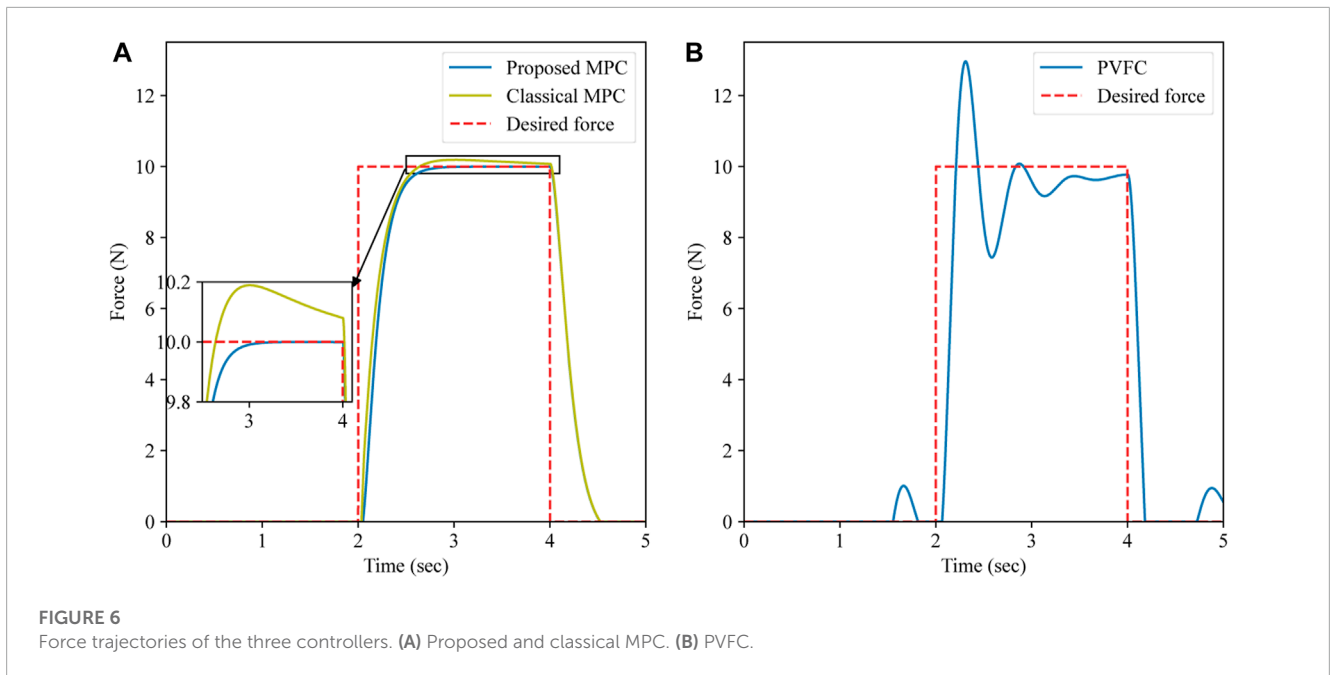 A
Proposed MPC
Classical MPC
Desired force
12
10
8
6
4
2
0
Force (N)
10.2
10.0
9.8
3
4
0
1
2
3
4
5
Time (sec)
B
PVFC
Desired force
12
10
8
6
4
2
0
Force (N)
0
1
2
3
4
5
Time (sec)
FIGURE 6
Force trajectories of the three controllers. (A) Proposed and classical MPC. (B) PVFC.